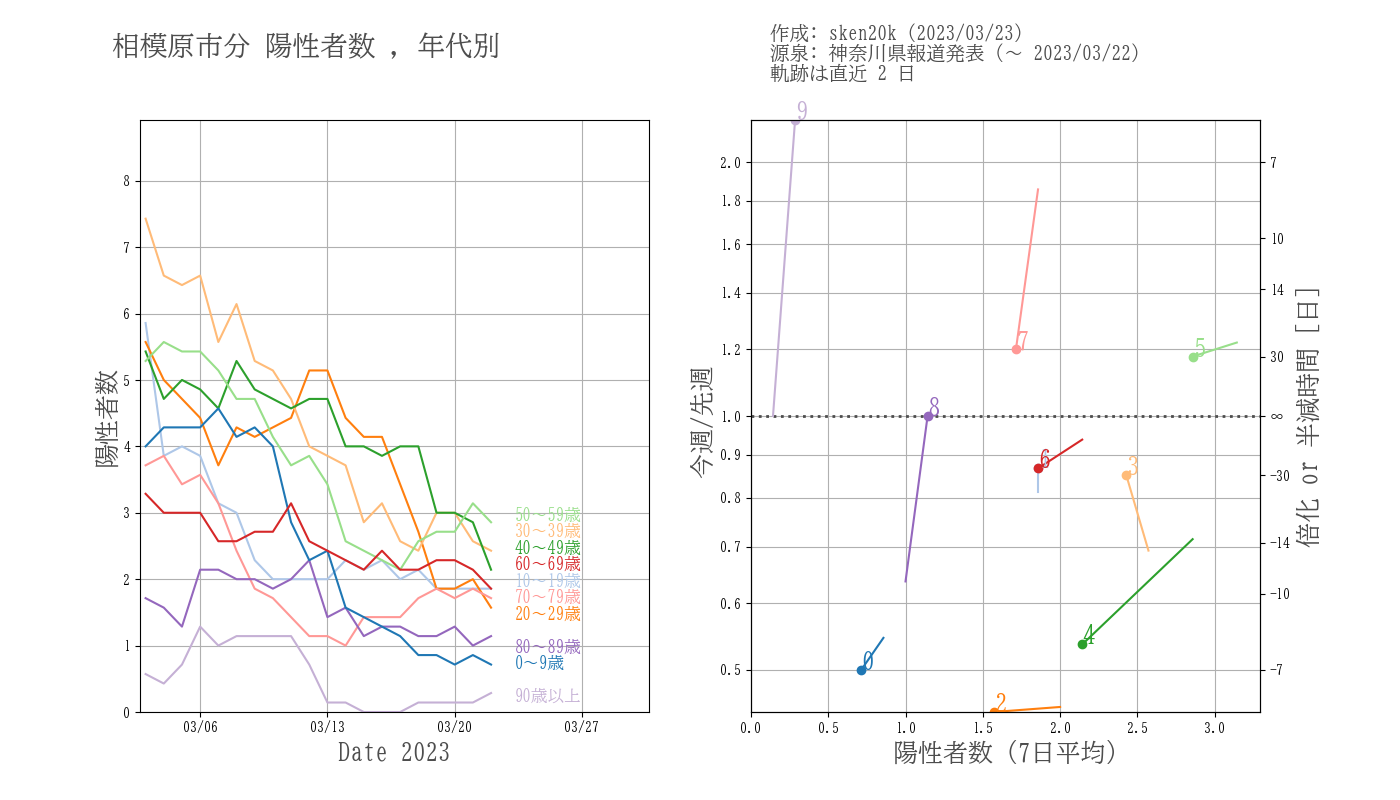 相模原市分 陽性者数 , 年代別
作成: sken20k (2023/03/23)
源泉: 神奈川県報道発表 (～ 2023/03/22)
軌跡は直近 2 日
陽性者数
8
7
6
5
4
3
2
1
0
03/06 03/13 03/20 03/27
Date 2023
50～59歳
30～39歳
40～49歳
60～69歳
10～19歳
70～79歳
20～29歳
80～89歳
0～9歳
90歳以上
今週/先週
2.0
1.8
1.6
1.4
1.2
1.0
0.9
0.8
0.7
0.6
0.5
9
7
5
8
6
3
4
0
2
0.0 0.5 1.0 1.5 2.0 2.5 3.0
陽性者数 (7日平均)
7
10
14
30
∞
-30
-14
-10
-7
倍化 or 半減時間 [日]